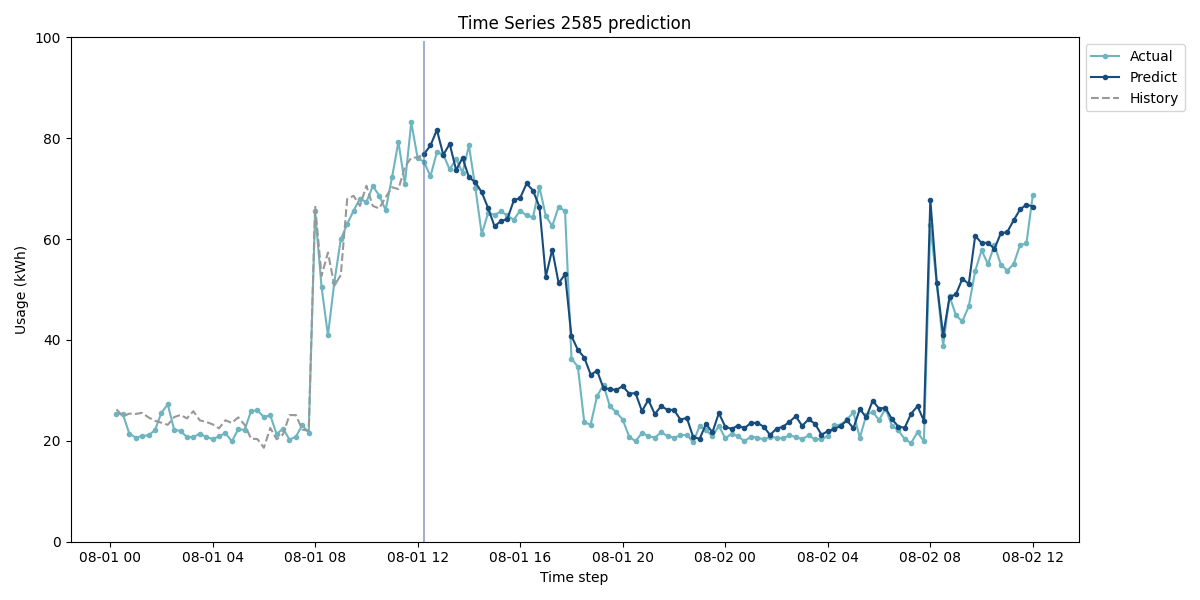 Time Series 2585 prediction
100
80
60
40
20
0
Usage (kWh)
08-01 00
08-01 04
08-01 08
08-01 12
08-01 16
08-01 20
08-02 00
08-02 04
08-02 08
08-02 12
Time step
Actual
Predict
History